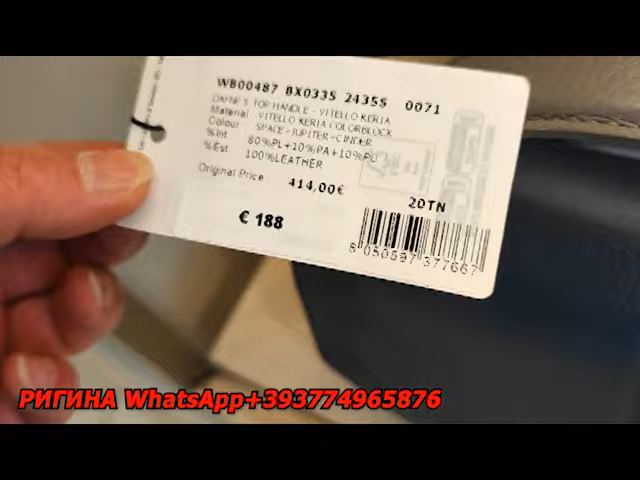 WB00487 BX0335 2435S 0071
DAFNE S TOP HANDLE - VITELLO KERIA
Material VITELLO KERIA COLORBLOCK
Colour SPACE-JUPITER-CINDER
%Int 80%PL+10%PA+10%PU
%Est 100%LEATHER
Original Price 414,00€
20TN
€ 188
8 050597 377667
РИГИНА WhatsApp+393774965876